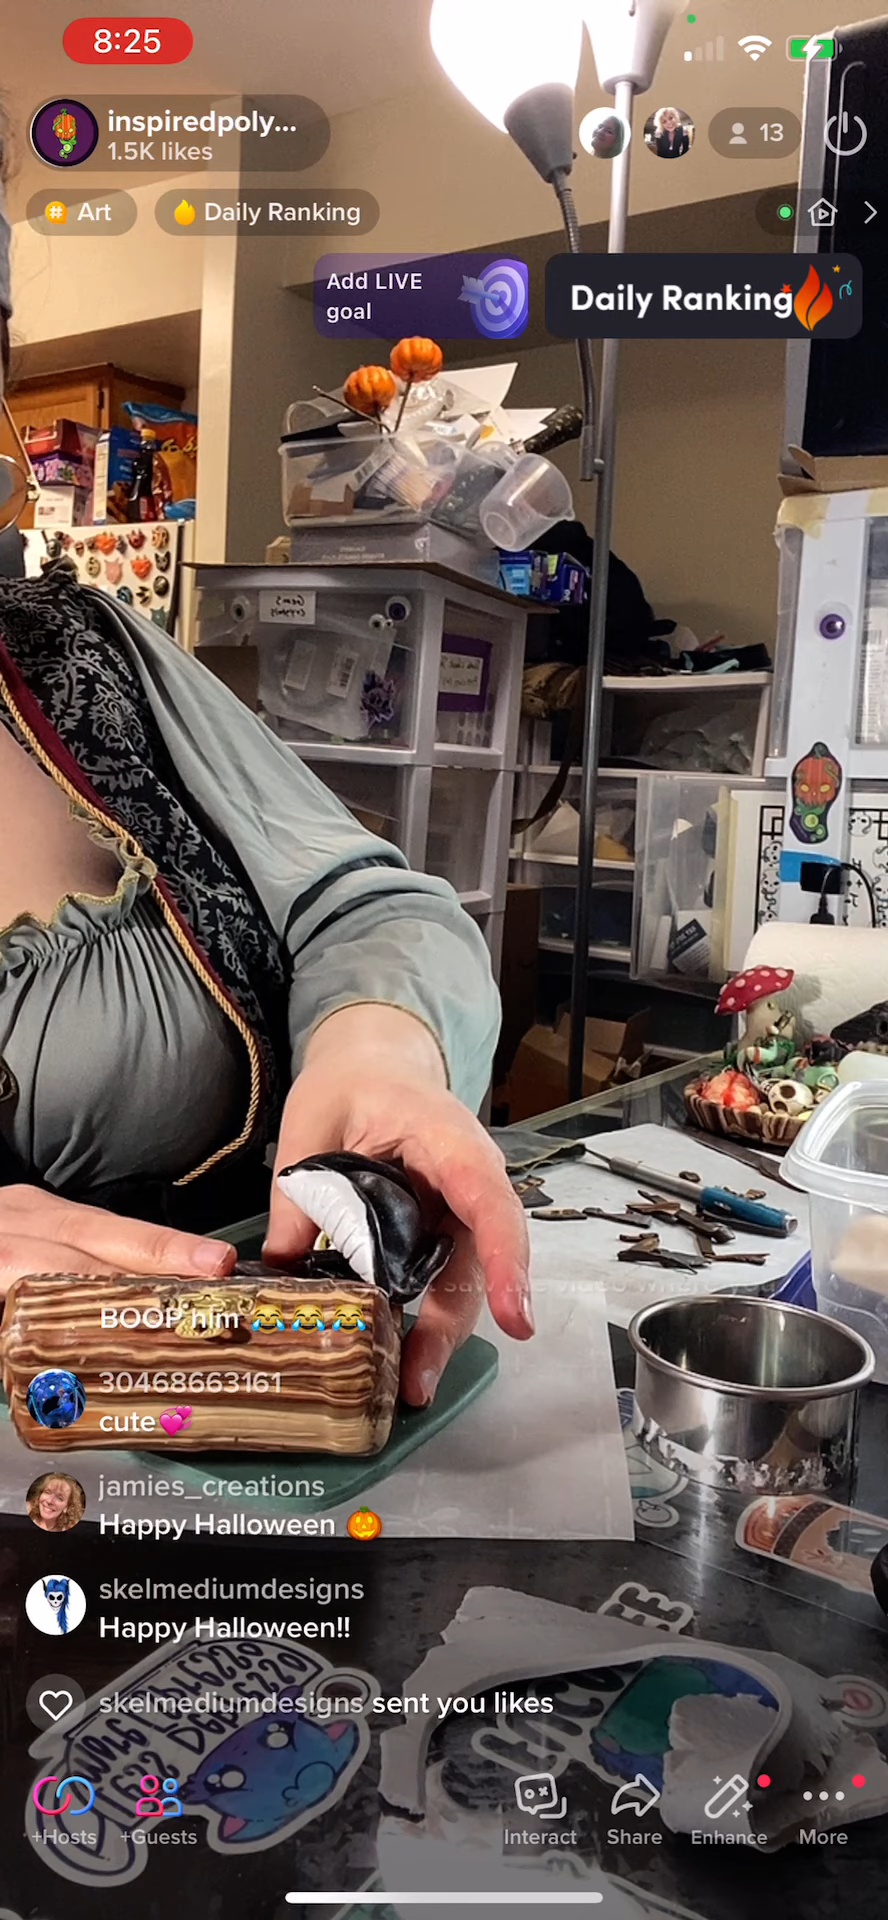 8:25
inspiredpoly...
1.5K likes
13
Art
Daily Ranking
Add LIVE
goal
Daily Ranking
BOOP him 😂😂😂
30468663161
cute💞
jamies_creations
Happy Halloween 🎃
skelmediumdesigns
Happy Halloween!!
skelmediumdesigns sent you likes
+Hosts
+Guests
Interact
Share
Enhance
More